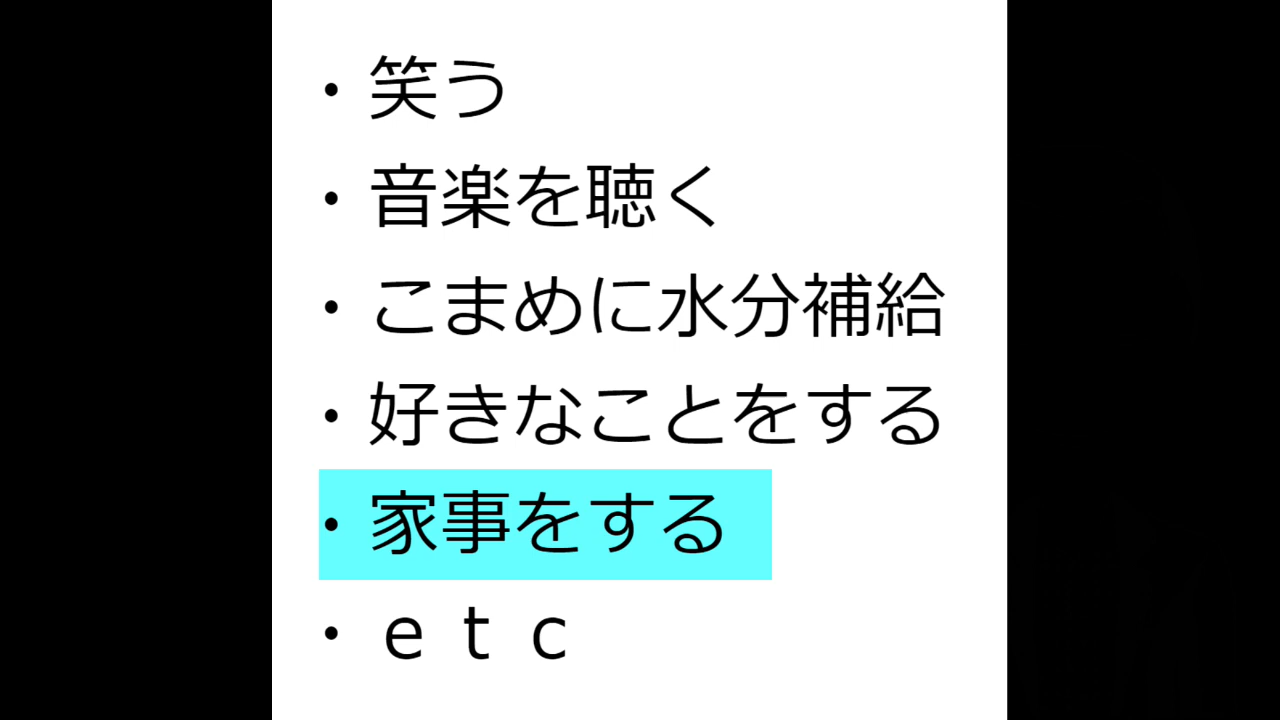 ・笑う
・音楽を聴く
・こまめに水分補給
・好きなことをする
・家事をする
・ｅｔｃ